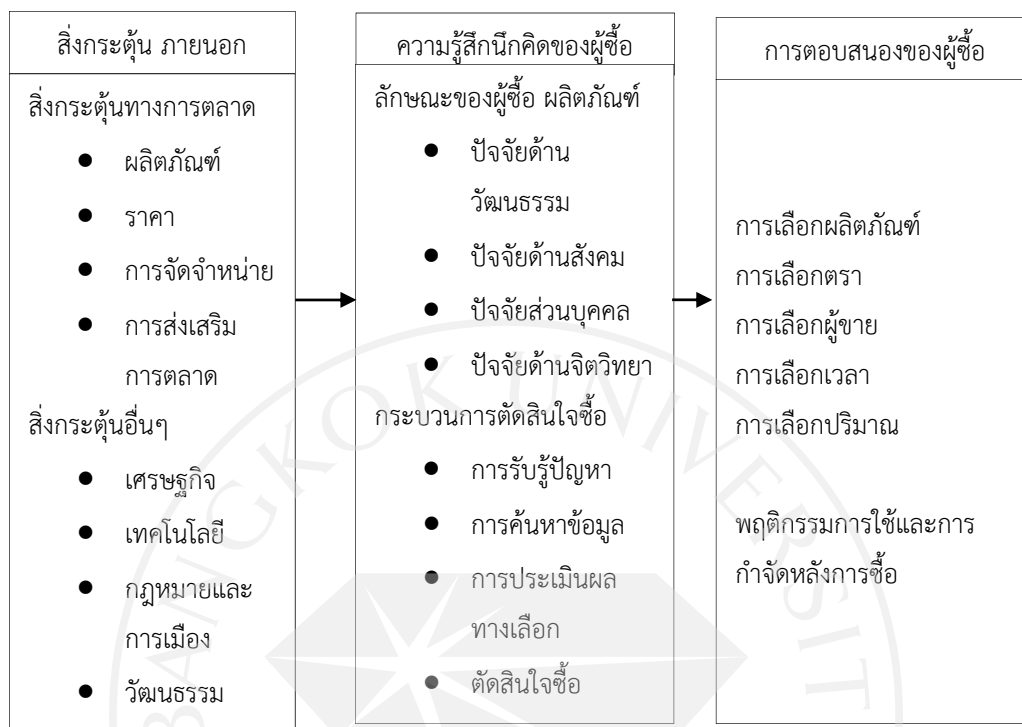 สิ่งกระตุ้น ภายนอก
สิ่งกระตุ้นทางการตลาด
● ผลิตภัณฑ์
● ราคา
● การจัดจำหน่าย
● การส่งเสริม
การตลาด
สิ่งกระตุ้นอื่นๆ
● เศรษฐกิจ
● เทคโนโลยี
● กฎหมายและ
การเมือง
● วัฒนธรรม
ความรู้สึกนึกคิดของผู้ซื้อ
ลักษณะของผู้ซื้อ ผลิตภัณฑ์
● ปัจจัยด้าน
วัฒนธรรม
● ปัจจัยด้านสังคม
● ปัจจัยส่วนบุคคล
● ปัจจัยด้านจิตวิทยา
กระบวนการตัดสินใจซื้อ
● การรับรู้ปัญหา
● การค้นหาข้อมูล
● การประเมินผล
ทางเลือก
● ตัดสินใจซื้อ
การตอบสนองของผู้ซื้อ
การเลือกผลิตภัณฑ์
การเลือกตรา
การเลือกผู้ขาย
การเลือกเวลา
การเลือกปริมาณ
พฤติกรรมการใช้และการ
กำจัดหลังการซื้อ
BANGKOK UNIVERSIT